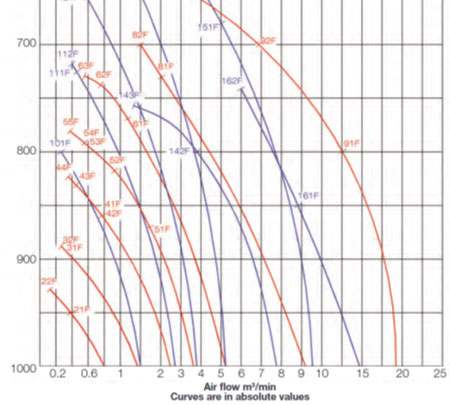 151F
92F
700
82F
112F
63F
81F
111F
62F
162F
143F
61F
55F
54F
53F
101F
142F
91F
800
52F
44F
43F
161F
41F
42F
51F
32F
31F
900
22F
21F
1000
0.2 0.6 1 2 3 4 5 6 7 8 9 10 15 20 25
Air flow m³/min
Curves are in absolute values